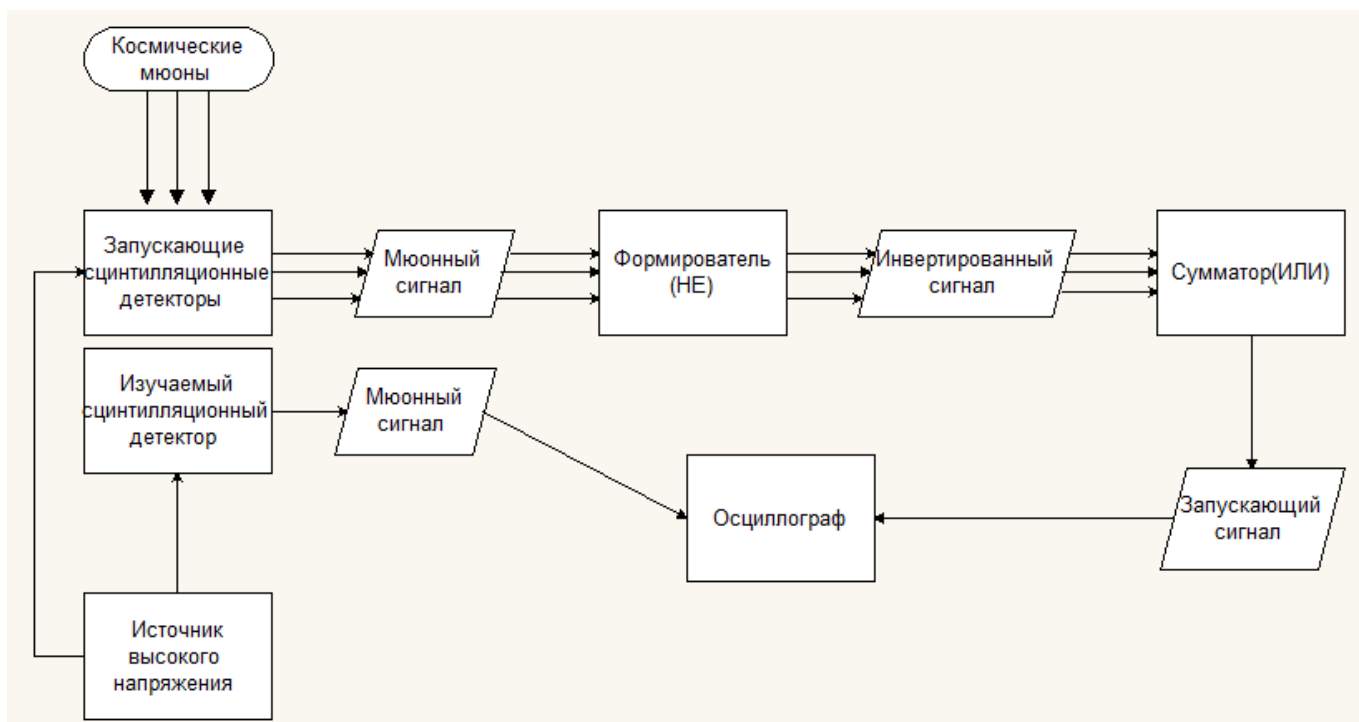 Космические
мюоны
Запускающие
сцинтилляционные
детекторы
Мюонный
сигнал
Формирователь
(НЕ)
Инвертированный
сигнал
Сумматор(ИЛИ)
Изучаемый
сцинтилляционный
детектор
Мюонный
сигнал
Осциллограф
Запускающий
сигнал
Источник
высокого
напряжения